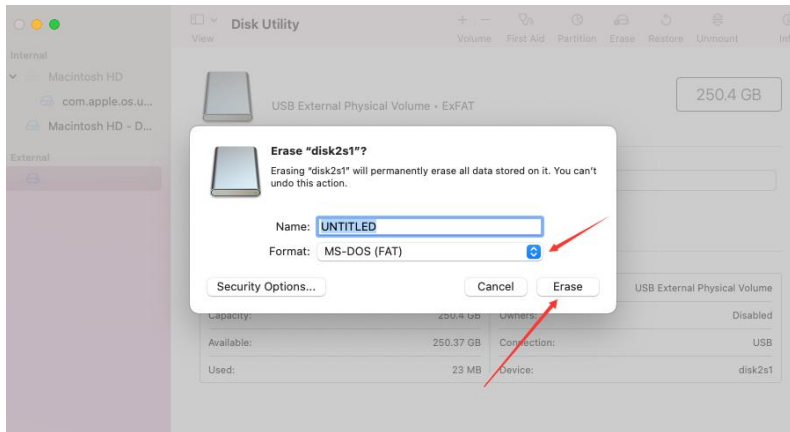 Disk Utility
View
Volume First Aid Partition Erase Restore Unmount
Internal
Macintosh HD
com.apple.os.u...
Macintosh HD - D...
External
USB External Physical Volume • ExFAT
250.4 GB
Erase “disk2s1”?
Erasing “disk2s1” will permanently erase all data stored on it. You can’t
undo this action.
Name: UNTITLED
Format: MS-DOS (FAT)
Security Options... Cancel Erase
USB External Physical Volume
Capacity: 250.4 GB Owners: Disabled
Available: 250.37 GB Connection: USB
Used: 23 MB Device: disk2s1